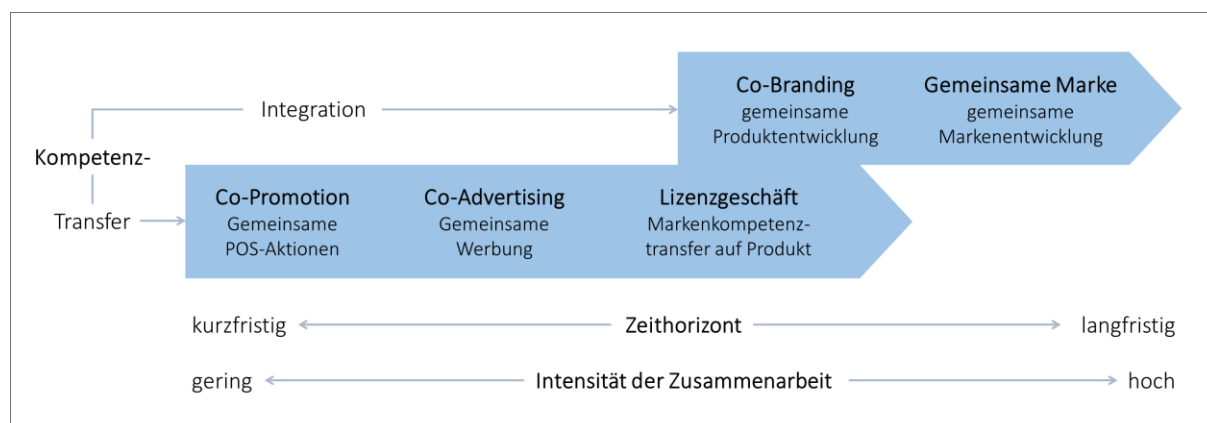 Co-Branding
gemeinsame
Produktentwicklung
Gemeinsame Marke
gemeinsame
Markenentwicklung
Integration
Kompetenz-
Transfer
Co-Promotion
Gemeinsame
POS-Aktionen
Co-Advertising
Gemeinsame
Werbung
Lizenzgeschäft
Markenkompetenz-
transfer auf Produkt
kurzfristig Zeithorizont langfristig
gering Intensität der Zusammenarbeit hoch